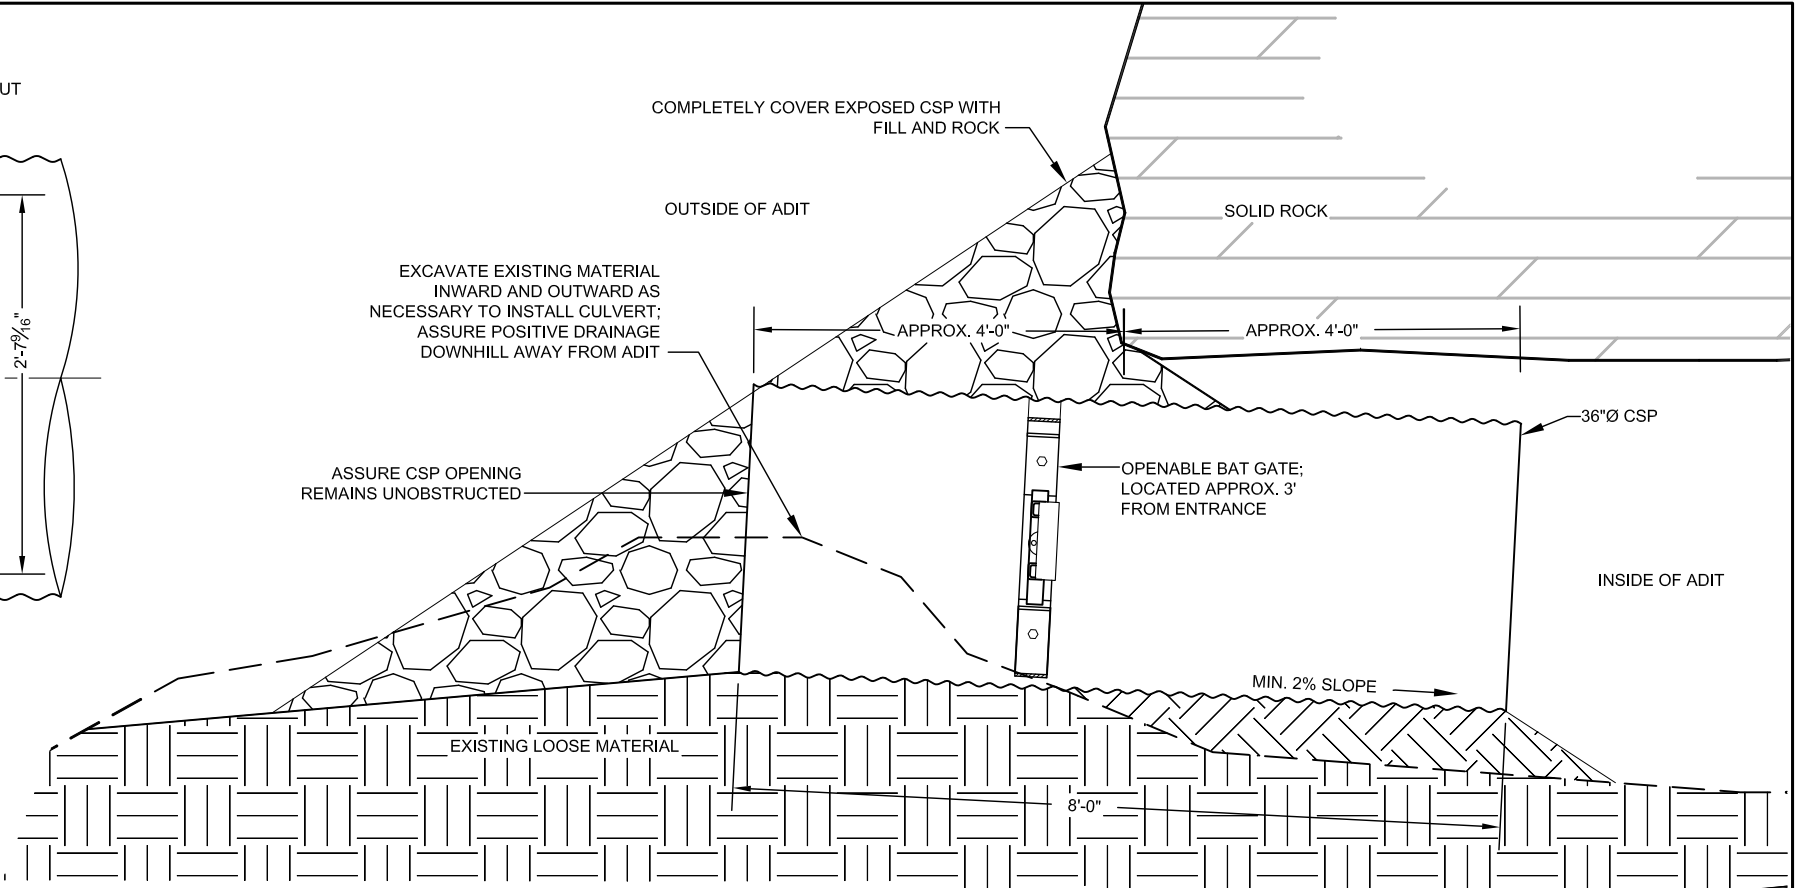 UT
COMPLETELY COVER EXPOSED CSP WITH
FILL AND ROCK
OUTSIDE OF ADIT
SOLID ROCK
EXCAVATE EXISTING MATERIAL
INWARD AND OUTWARD AS
NECESSARY TO INSTALL CULVERT;
ASSURE POSITIVE DRAINAGE
DOWNHILL AWAY FROM ADIT
2'-7 9/16"
APPROX. 4'-0"
APPROX. 4'-0"
36"Ø CSP
ASSURE CSP OPENING
REMAINS UNOBSTRUCTED
OPENABLE BAT GATE;
LOCATED APPROX. 3'
FROM ENTRANCE
INSIDE OF ADIT
MIN. 2% SLOPE
EXISTING LOOSE MATERIAL
8'-0"